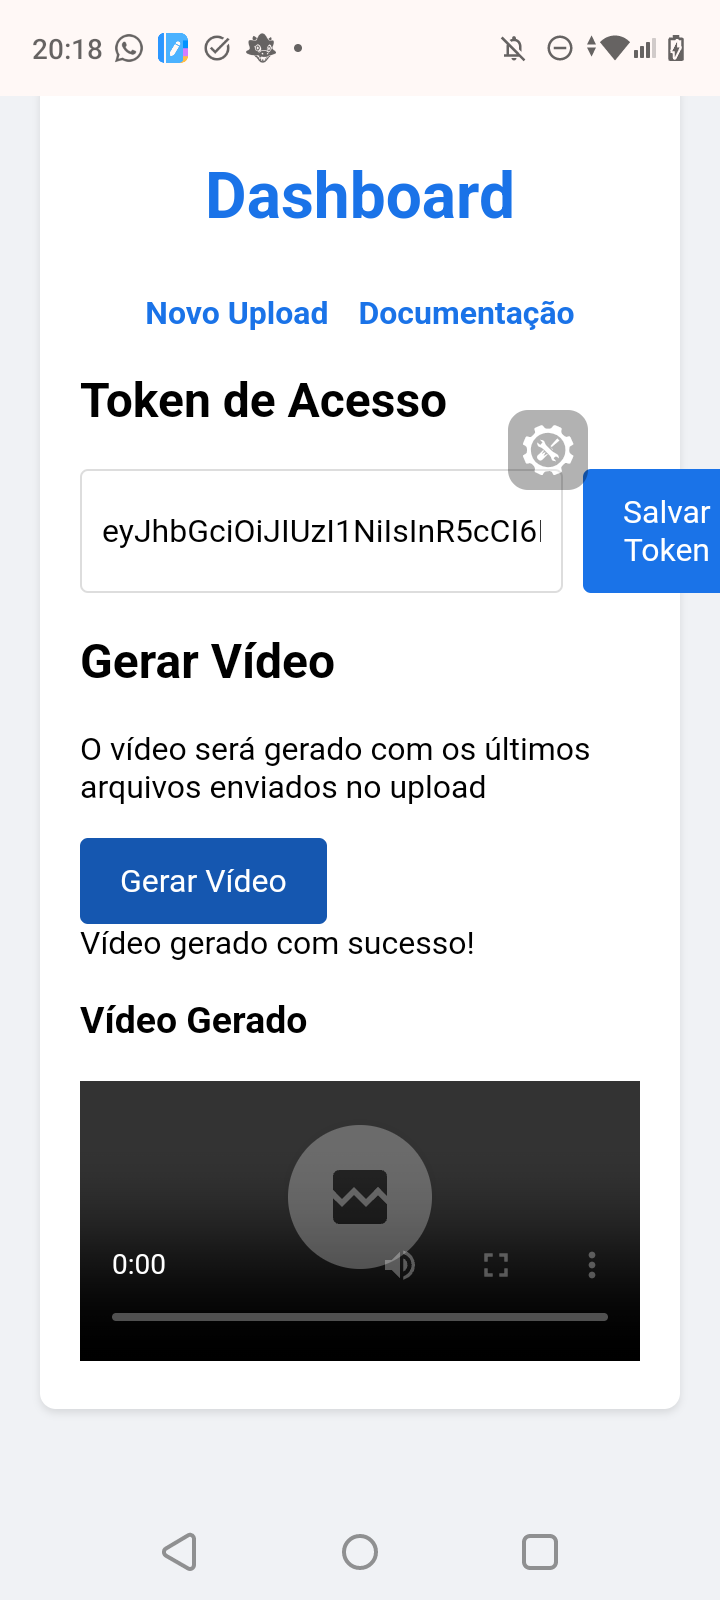 20:18
Dashboard
Novo Upload Documentação
Token de Acesso
eyJhbGciOiJIUzI1NiIsInR5cCI6
Salvar
Token
Gerar Vídeo
O vídeo será gerado com os últimos
arquivos enviados no upload
Gerar Vídeo
Vídeo gerado com sucesso!
Vídeo Gerado
0:00